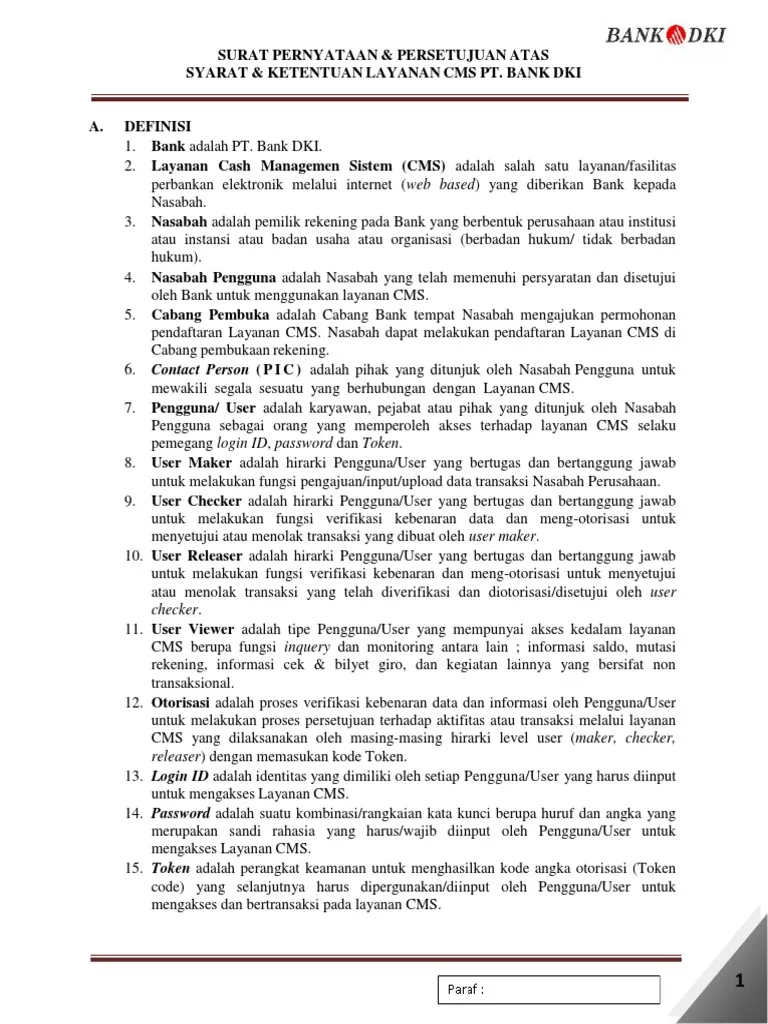 BANK DKI
SURAT PERNYATAAN & PERSETUJUAN ATAS
SYARAT & KETENTUAN LAYANAN CMS PT. BANK DKI
A. DEFINISI
1. Bank adalah PT. Bank DKI.
2. Layanan Cash Managemen Sistem (CMS) adalah salah satu layanan/fasilitas
perbankan elektronik melalui internet (web based) yang diberikan Bank kepada
Nasabah.
3. Nasabah adalah pemilik rekening pada Bank yang berbentuk perusahaan atau institusi
atau instansi atau badan usaha atau organisasi (berbadan hukum/ tidak berbadan
hukum).
4. Nasabah Pengguna adalah Nasabah yang telah memenuhi persyaratan dan disetujui
oleh Bank untuk menggunakan layanan CMS.
5. Cabang Pembuka adalah Cabang Bank tempat Nasabah mengajukan permohonan
pendaftaran Layanan CMS. Nasabah dapat melakukan pendaftaran Layanan CMS di
Cabang pembukaan rekening.
6. Contact Person (PIC) adalah pihak yang ditunjuk oleh Nasabah Pengguna untuk
mewakili segala sesuatu yang berhubungan dengan Layanan CMS.
7. Pengguna/ User adalah karyawan, pejabat atau pihak yang ditunjuk oleh Nasabah
Pengguna sebagai orang yang memperoleh akses terhadap layanan CMS selaku
pemegang login ID, password dan Token.
8. User Maker adalah hirarki Pengguna/User yang bertugas dan bertanggung jawab
untuk melakukan fungsi pengajuan/input/upload data transaksi Nasabah Perusahaan.
9. User Checker adalah hirarki Pengguna/User yang bertugas dan bertanggung jawab
untuk melakukan fungsi verifikasi kebenaran data dan meng-otorisasi untuk
menyetujui atau menolak transaksi yang dibuat oleh user maker.
10. User Releaser adalah hirarki Pengguna/User yang bertugas dan bertanggung jawab
untuk melakukan fungsi verifikasi kebenaran dan meng-otorisasi untuk menyetujui
atau menolak transaksi yang telah diverifikasi dan diotorisasi/disetujui oleh user
checker.
11. User Viewer adalah tipe Pengguna/User yang mempunyai akses kedalam layanan
CMS berupa fungsi inquery dan monitoring antara lain ; informasi saldo, mutasi
rekening, informasi cek & bilyet giro, dan kegiatan lainnya yang bersifat non
transaksional.
12. Otorisasi adalah proses verifikasi kebenaran data dan informasi oleh Pengguna/User
untuk melakukan proses persetujuan terhadap aktifitas atau transaksi melalui layanan
CMS yang dilaksanakan oleh masing-masing hirarki level user (maker, checker,
releaser) dengan memasukan kode Token.
13. Login ID adalah identitas yang dimiliki oleh setiap Pengguna/User yang harus diinput
untuk mengakses Layanan CMS.
14. Password adalah suatu kombinasi/rangkaian kata kunci berupa huruf dan angka yang
merupakan sandi rahasia yang harus/wajib diinput oleh Pengguna/User untuk
mengakses Layanan CMS.
15. Token adalah perangkat keamanan untuk menghasilkan kode angka otorisasi (Token
code) yang selanjutnya harus dipergunakan/diinput oleh Pengguna/User untuk
mengakses dan bertransaksi pada layanan CMS.
Paraf :
1